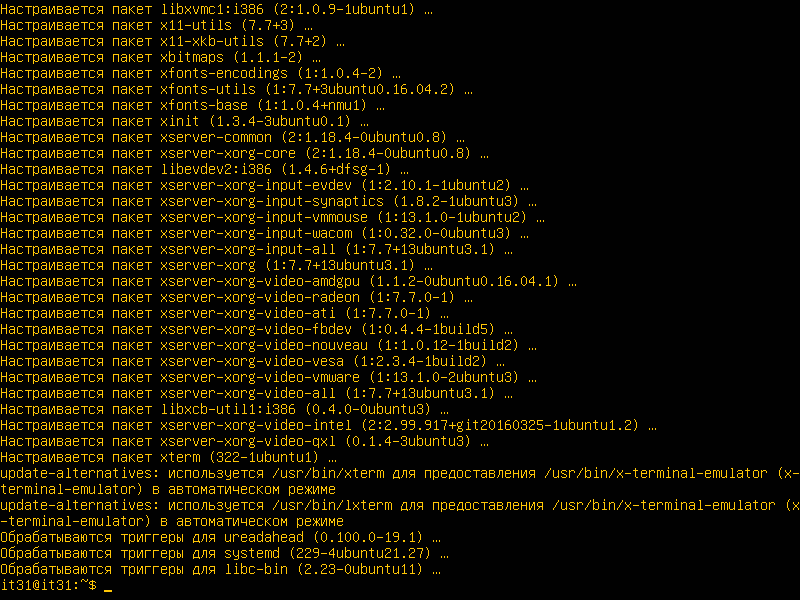 Настраивается пакет libxvmc1:i386 (2:1.0.9-1ubuntu1) …
Настраивается пакет x11-utils (7.7+3) …
Настраивается пакет x11-xkb-utils (7.7+2) …
Настраивается пакет xbitmaps (1.1.1-2) …
Настраивается пакет xfonts-encodings (1:1.0.4-2) …
Настраивается пакет xfonts-utils (1:7.7+3ubuntu0.16.04.2) …
Настраивается пакет xfonts-base (1:1.0.4+nmu1) …
Настраивается пакет xinit (1.3.4-3ubuntu0.1) …
Настраивается пакет xserver-common (2:1.18.4-0ubuntu0.8) …
Настраивается пакет xserver-xorg-core (2:1.18.4-0ubuntu0.8) …
Настраивается пакет libevdev2:i386 (1.4.6+dfsg-1) …
Настраивается пакет xserver-xorg-input-evdev (1:2.10.1-1ubuntu2) …
Настраивается пакет xserver-xorg-input-synaptics (1.8.2-1ubuntu3) …
Настраивается пакет xserver-xorg-input-vmmouse (1:13.1.0-1ubuntu2) …
Настраивается пакет xserver-xorg-input-wacom (1:0.32.0-0ubuntu3) …
Настраивается пакет xserver-xorg-input-all (1:7.7+13ubuntu3.1) …
Настраивается пакет xserver-xorg (1:7.7+13ubuntu3.1) …
Настраивается пакет xserver-xorg-video-amdgpu (1.1.2-0ubuntu0.16.04.1) …
Настраивается пакет xserver-xorg-video-radeon (1:7.7.0-1) …
Настраивается пакет xserver-xorg-video-ati (1:7.7.0-1) …
Настраивается пакет xserver-xorg-video-fbdev (1:0.4.4-1build5) …
Настраивается пакет xserver-xorg-video-nouveau (1:1.0.12-1build2) …
Настраивается пакет xserver-xorg-video-vesa (1:2.3.4-1build2) …
Настраивается пакет xserver-xorg-video-vmware (1:13.1.0-2ubuntu3) …
Настраивается пакет xserver-xorg-video-all (1:7.7+13ubuntu3.1) …
Настраивается пакет libxcb-util1:i386 (0.4.0-0ubuntu3) …
Настраивается пакет xserver-xorg-video-intel (2:2.99.917+git20160325-1ubuntu1.2) …
Настраивается пакет xserver-xorg-video-qxl (0.1.4-3ubuntu3) …
Настраивается пакет xterm (322-1ubuntu1) …
update-alternatives: используется /usr/bin/xterm для предоставления /usr/bin/x-terminal-emulator (x-
terminal-emulator) в автоматическом режиме
update-alternatives: используется /usr/bin/lxterm для предоставления /usr/bin/x-terminal-emulator (x
-terminal-emulator) в автоматическом режиме
Обрабатываются триггеры для ureadahead (0.100.0-19.1) …
Обрабатываются триггеры для systemd (229-4ubuntu21.27) …
Обрабатываются триггеры для libc-bin (2.23-0ubuntu11) …
it31@it31:~$ _